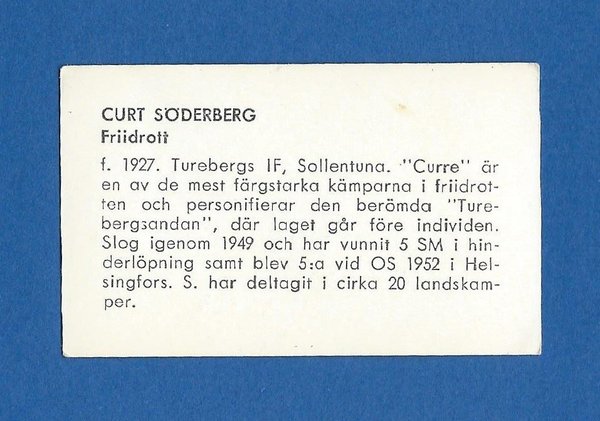 CURT SÖDERBERG
Friidrott
f. 1927. Turebergs IF, Sollentuna. "Curre" är
en av de mest färgstarka kämparna i friidrot-
ten och personifierar den berömda "Ture-
bergsandan", där laget går före individen.
Slog igenom 1949 och har vunnit 5 SM i hin-
derlöpning samt blev 5:a vid OS 1952 i Hel-
singfors. S. har deltagit i cirka 20 landskam-
per.